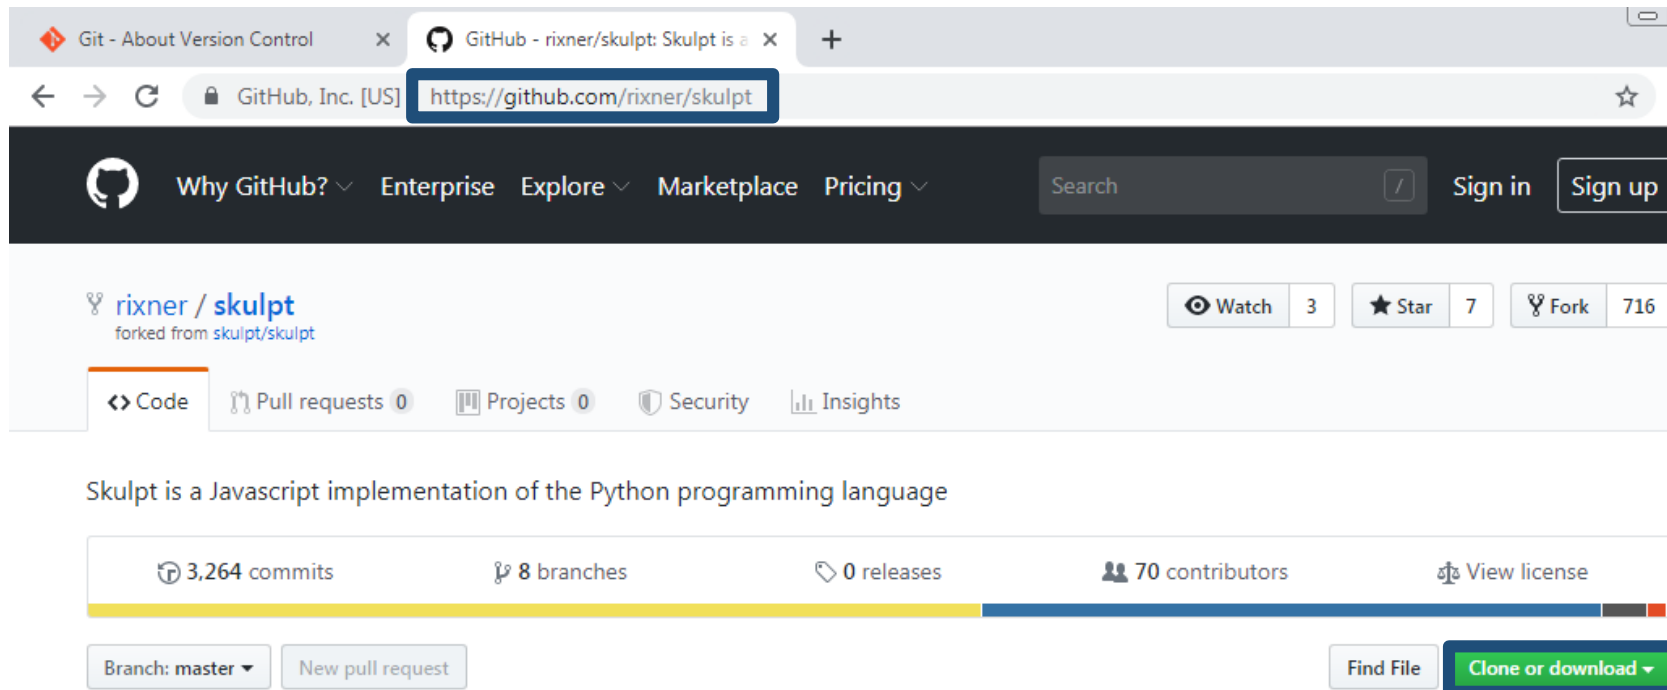 Git - About Version Control
GitHub - rixner/skulpt: Skulpt is a
GitHub, Inc. [US] https://github.com/rixner/skulpt
Why GitHub? Enterprise Explore Marketplace Pricing Search / Sign in Sign up
rixner / skulpt Watch 3 Star 7 Fork 716
forked from skulpt/skulpt
Code Pull requests 0 Projects 0 Security Insights
Skulpt is a Javascript implementation of the Python programming language
3,264 commits 8 branches 0 releases 70 contributors View license
Branch: master New pull request Find File Clone or download